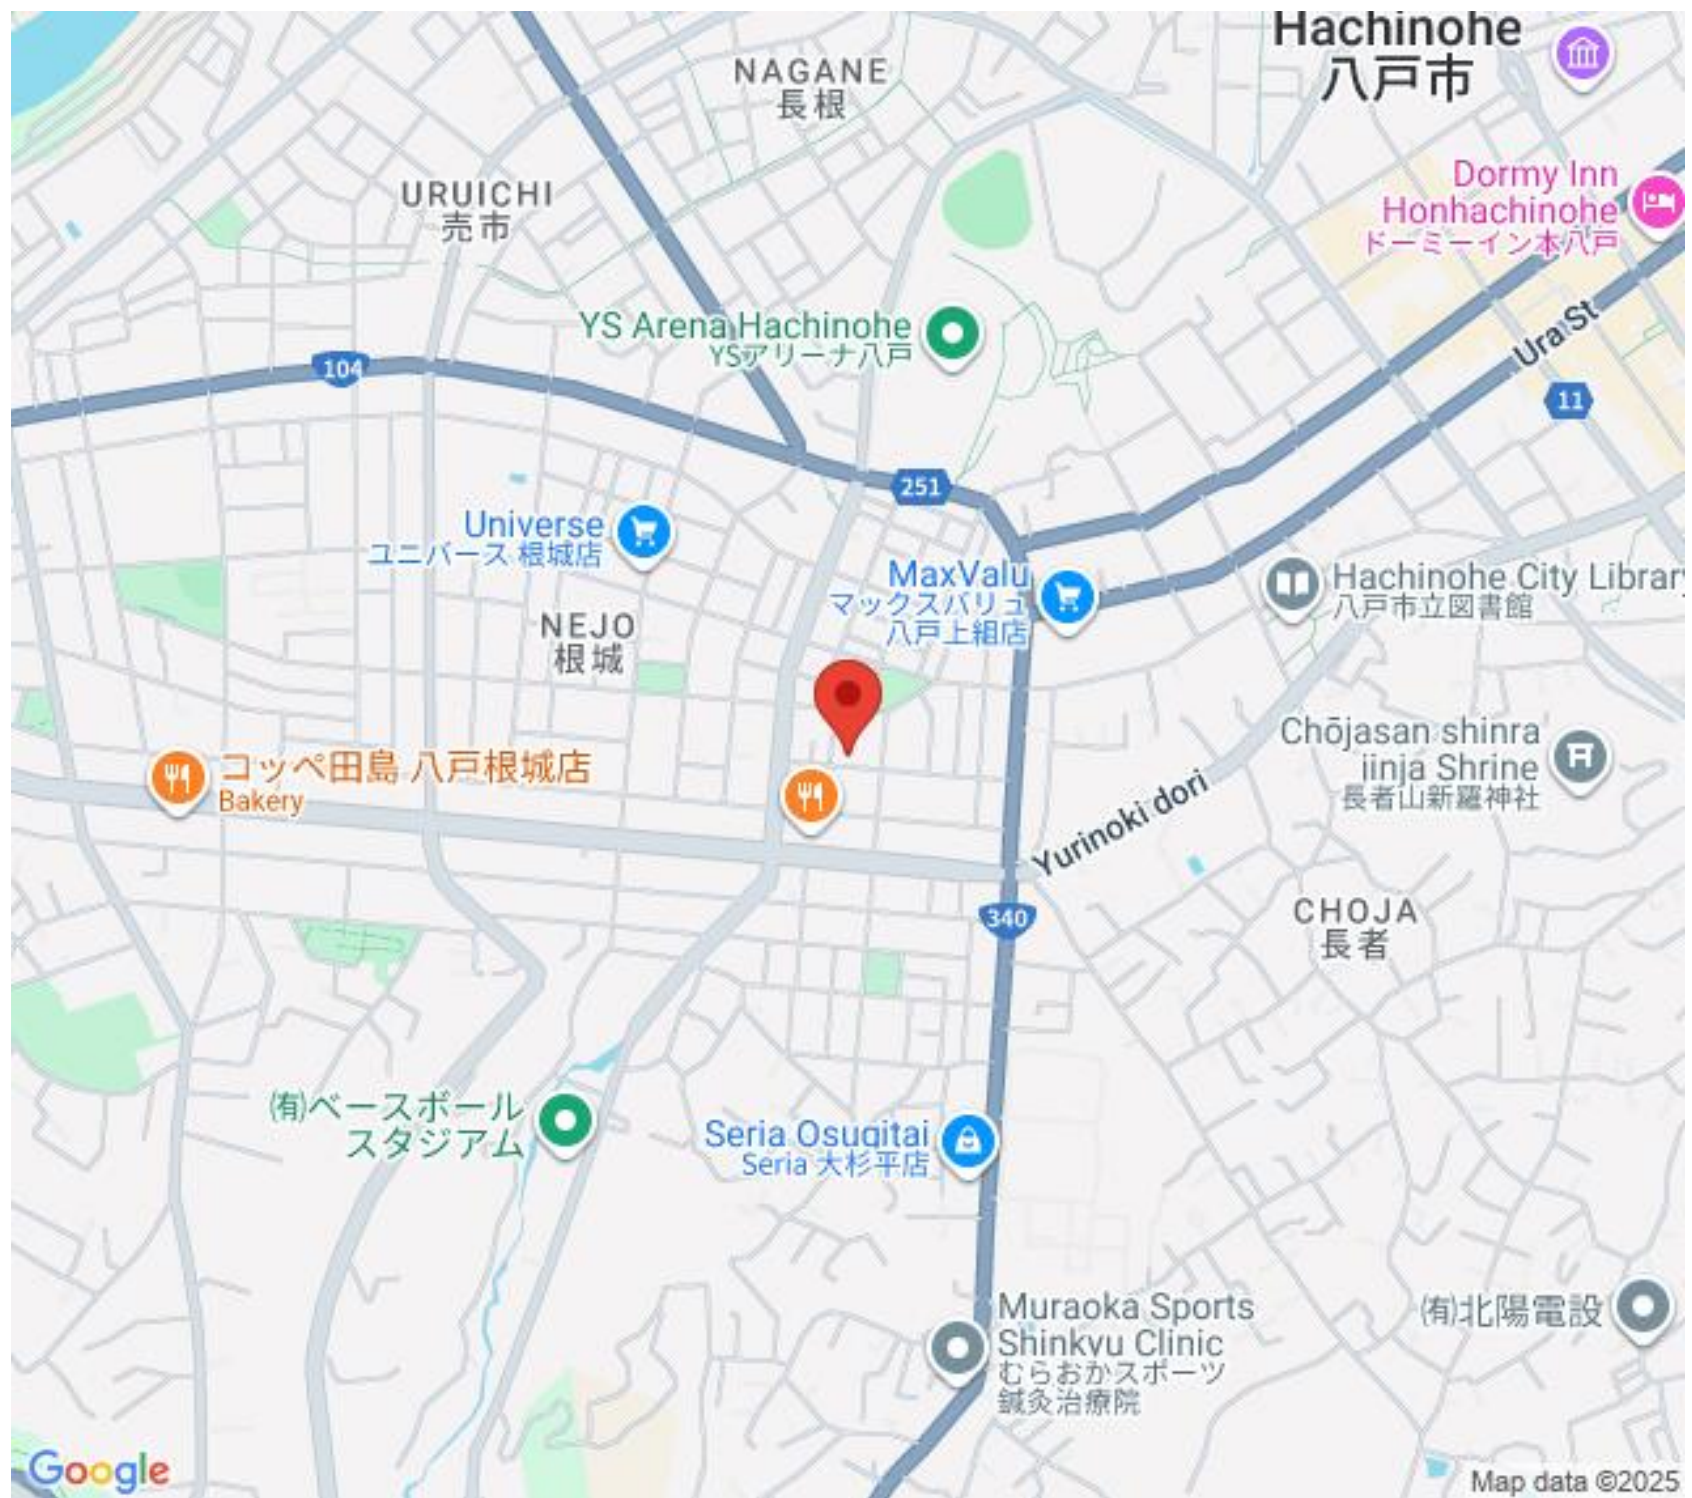 Hachinohe
八戸市
NAGANE
長根
Dormy Inn
Honhachinohe
ドーミーイン本八戸
URUICHI
売市
YS Arena Hachinohe
YSアリーナ八戸
Ura St
104
11
251
Universe
ユニバース 根城店
MaxValu
マックスバリュ
八戸上組店
Hachinohe City Library
八戸市立図書館
NEJO
根城
Chōjasan shinra
jinja Shrine
長者山新羅神社
コッペ田島 八戸根城店
Bakery
Yurinoki dori
340
CHOJA
長者
㈲ベースボール
スタジアム
Seria Osugitai
Seria 大杉平店
Muraoka Sports
Shinkyu Clinic
むらおかスポーツ
鍼灸治療院
㈲北陽電設
Google
Map data ©2025